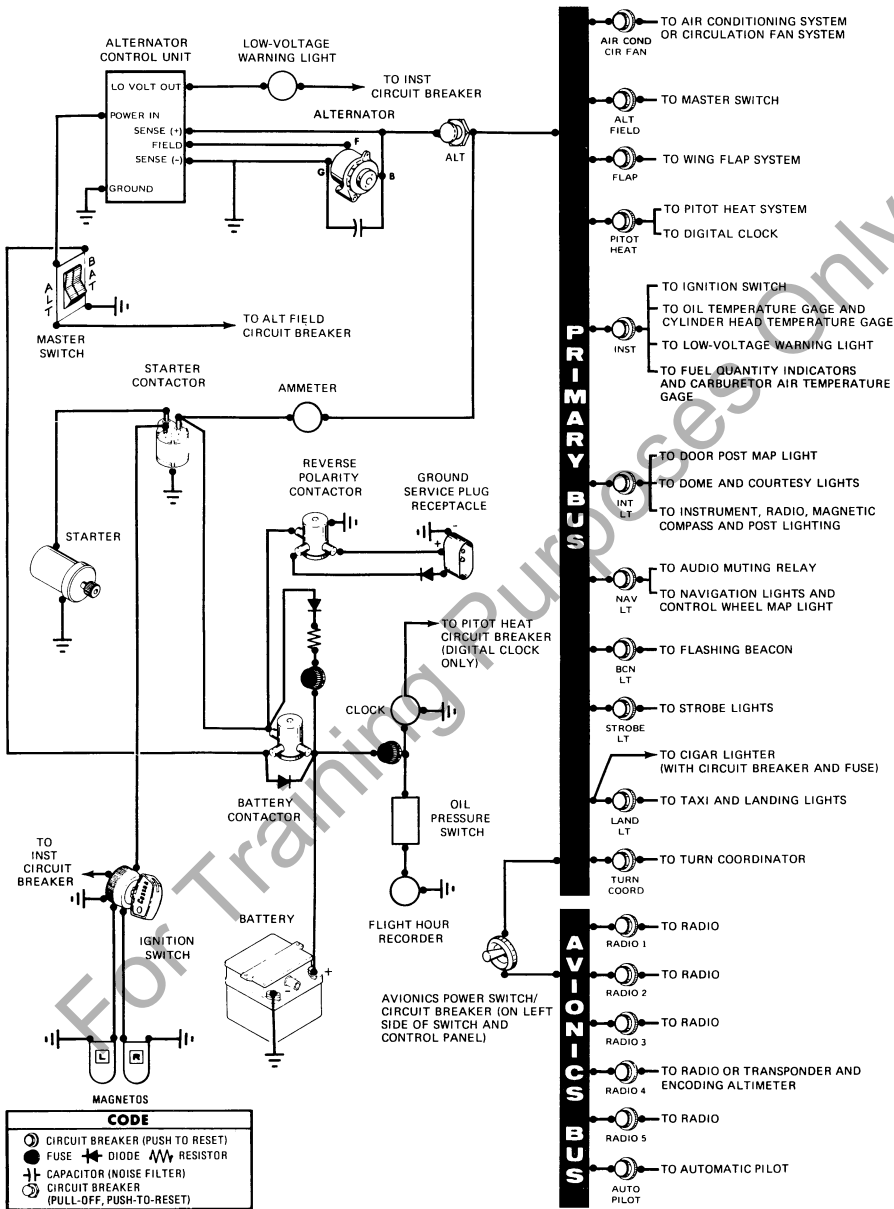 ALTERNATOR
CONTROL UNIT
LOW-VOLTAGE
WARNING LIGHT
LO VOLT OUT
POWER IN
SENSE (+)
FIELD
SENSE (-)
GROUND
TO INST
CIRCUIT BREAKER
ALTERNATOR
F
G
B
ALT
ALT
BAT
MASTER
SWITCH
TO ALT FIELD
CIRCUIT BREAKER
STARTER
CONTACTOR
AMMETER
REVERSE
POLARITY
CONTACTOR
GROUND
SERVICE PLUG
RECEPTACLE
-
+
STARTER
TO PITOT HEAT
CIRCUIT BREAKER
(DIGITAL CLOCK
ONLY)
CLOCK
BATTERY
CONTACTOR
OIL
PRESSURE
SWITCH
TO
INST
CIRCUIT
BREAKER
IGNITION
SWITCH
BATTERY
-
+
FLIGHT HOUR
RECORDER
L
R
MAGNETOS
AVIONICS POWER SWITCH/
CIRCUIT BREAKER (ON LEFT
SIDE OF SWITCH AND
CONTROL PANEL)
CODE
CIRCUIT BREAKER (PUSH TO RESET)
FUSE DIODE RESISTOR
CAPACITOR (NOISE FILTER)
CIRCUIT BREAKER
(PULL-OFF, PUSH-TO-RESET)
PRIMARY BUS
AIR COND
CIR FAN
TO AIR CONDITIONING SYSTEM
OR CIRCULATION FAN SYSTEM
ALT
FIELD
TO MASTER SWITCH
FLAP
TO WING FLAP SYSTEM
PITOT
HEAT
TO PITOT HEAT SYSTEM
TO DIGITAL CLOCK
INST
TO IGNITION SWITCH
TO OIL TEMPERATURE GAGE AND
CYLINDER HEAD TEMPERATURE GAGE
TO LOW-VOLTAGE WARNING LIGHT
TO FUEL QUANTITY INDICATORS
AND CARBURETOR AIR TEMPERATURE
GAGE
INT
LT
TO DOOR POST MAP LIGHT
TO DOME AND COURTESY LIGHTS
TO INSTRUMENT, RADIO, MAGNETIC
COMPASS AND POST LIGHTING
NAV
LT
TO AUDIO MUTING RELAY
TO NAVIGATION LIGHTS AND
CONTROL WHEEL MAP LIGHT
BCN
LT
TO FLASHING BEACON
STROBE
LT
TO STROBE LIGHTS
TO CIGAR LIGHTER
(WITH CIRCUIT BREAKER AND FUSE)
LAND
LT
TO TAXI AND LANDING LIGHTS
TURN
COORD
TO TURN COORDINATOR
AVIONICS BUS
RADIO 1
TO RADIO
RADIO 2
TO RADIO
RADIO 3
TO RADIO
RADIO 4
TO RADIO OR TRANSPONDER AND
ENCODING ALTIMETER
RADIO 5
TO RADIO
AUTO
PILOT
TO AUTOMATIC PILOT
For Training Purposes Only